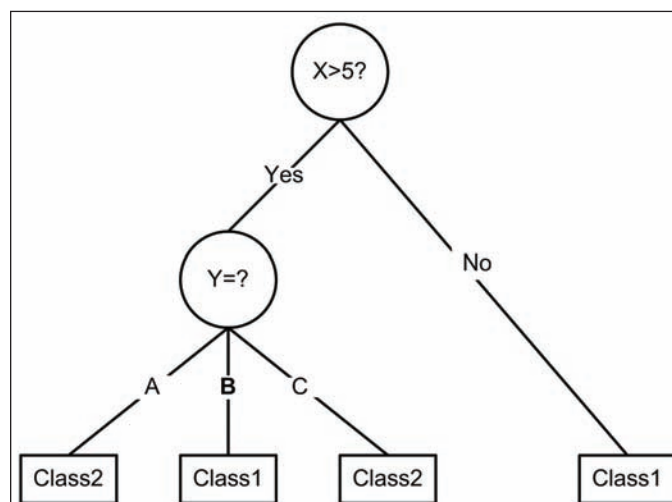 X>5?
Yes
No
Y=?
A B C
Class2 Class1 Class2 Class1